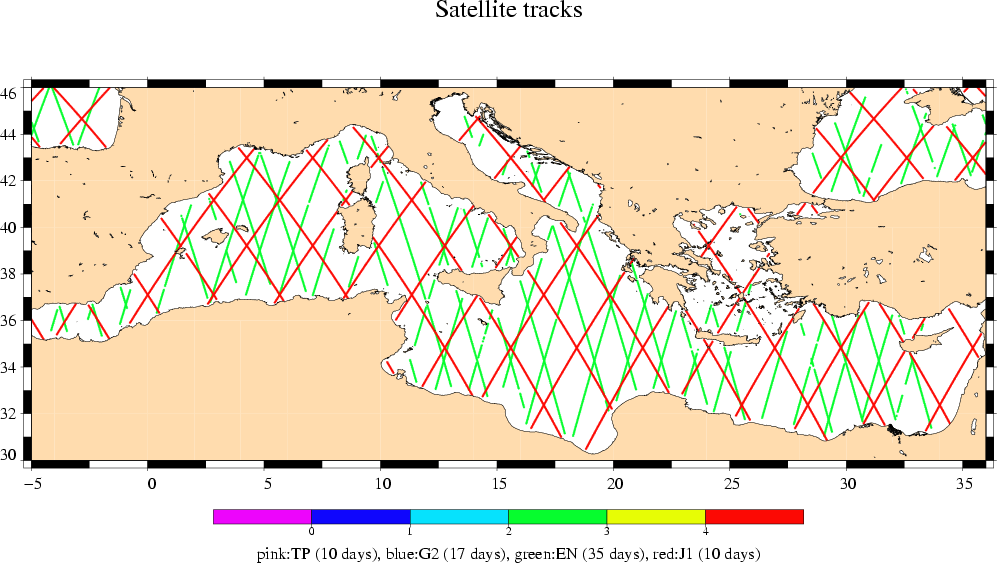 Satellite tracks
46
44
42
40
38
36
34
32
30
−5 0 5 10 15 20 25 30 35
0 1 2 3 4
pink:TP (10 days), blue:G2 (17 days), green:EN (35 days), red:J1 (10 days)